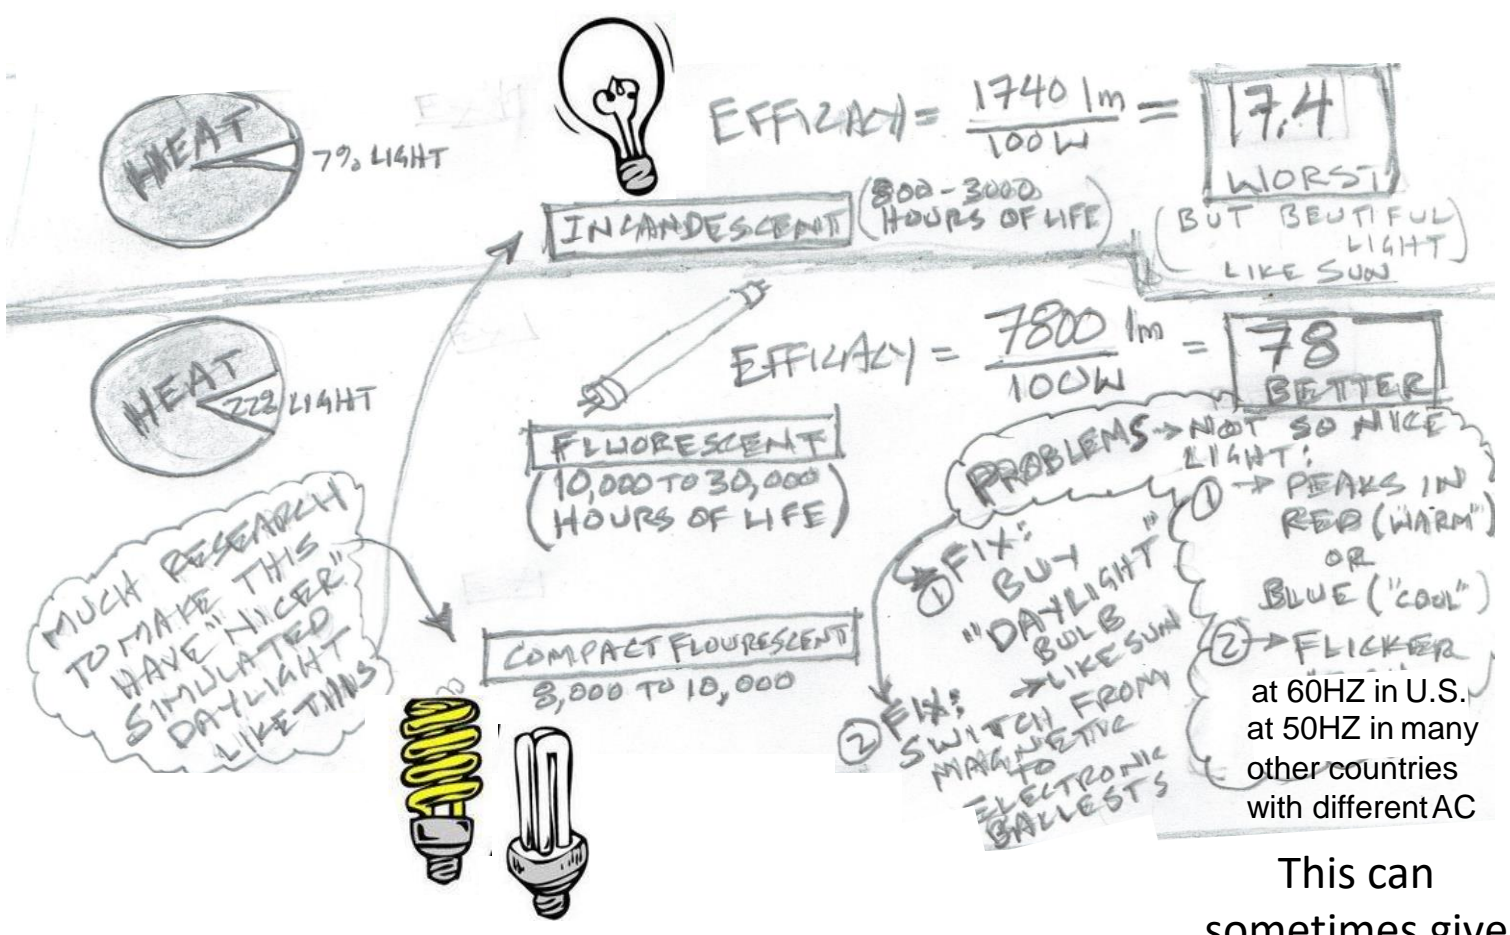 HEAT
7% LIGHT
EFFICACY = 1740 lm / 100W = 17.4
WORST
INCANDESCENT
(800-3000
HOURS OF LIFE)
(BUT BEUTIFUL
LIGHT)
LIKE SUN
HEAT
22% LIGHT
EFFICACY = 7800 lm / 100W = 78
BETTER
FLUORESCENT
(10,000 TO 30,000
HOURS OF LIFE)
MUCH RESEARCH
TO MAKE THIS
HAVE "NICER"
SIMULATED
DAYLIGHT
LIKE THIS
COMPACT FLOURESCENT
8,000 TO 10,000
PROBLEMS → NOT SO NICE
LIGHT:
① → PEAKS IN
RED (WARM")
OR
BLUE ("COOL")
② → FLICKER
at 60HZ in U.S.
at 50HZ in many
other countries
with different AC
① FIX:
BUY
"DAYLIGHT"
BULB
→ LIKE SUN
② FIX:
SWITCH FROM
MAGNETIC
TO
ELECTRONIC
BALLESTS
This can
sometimes give